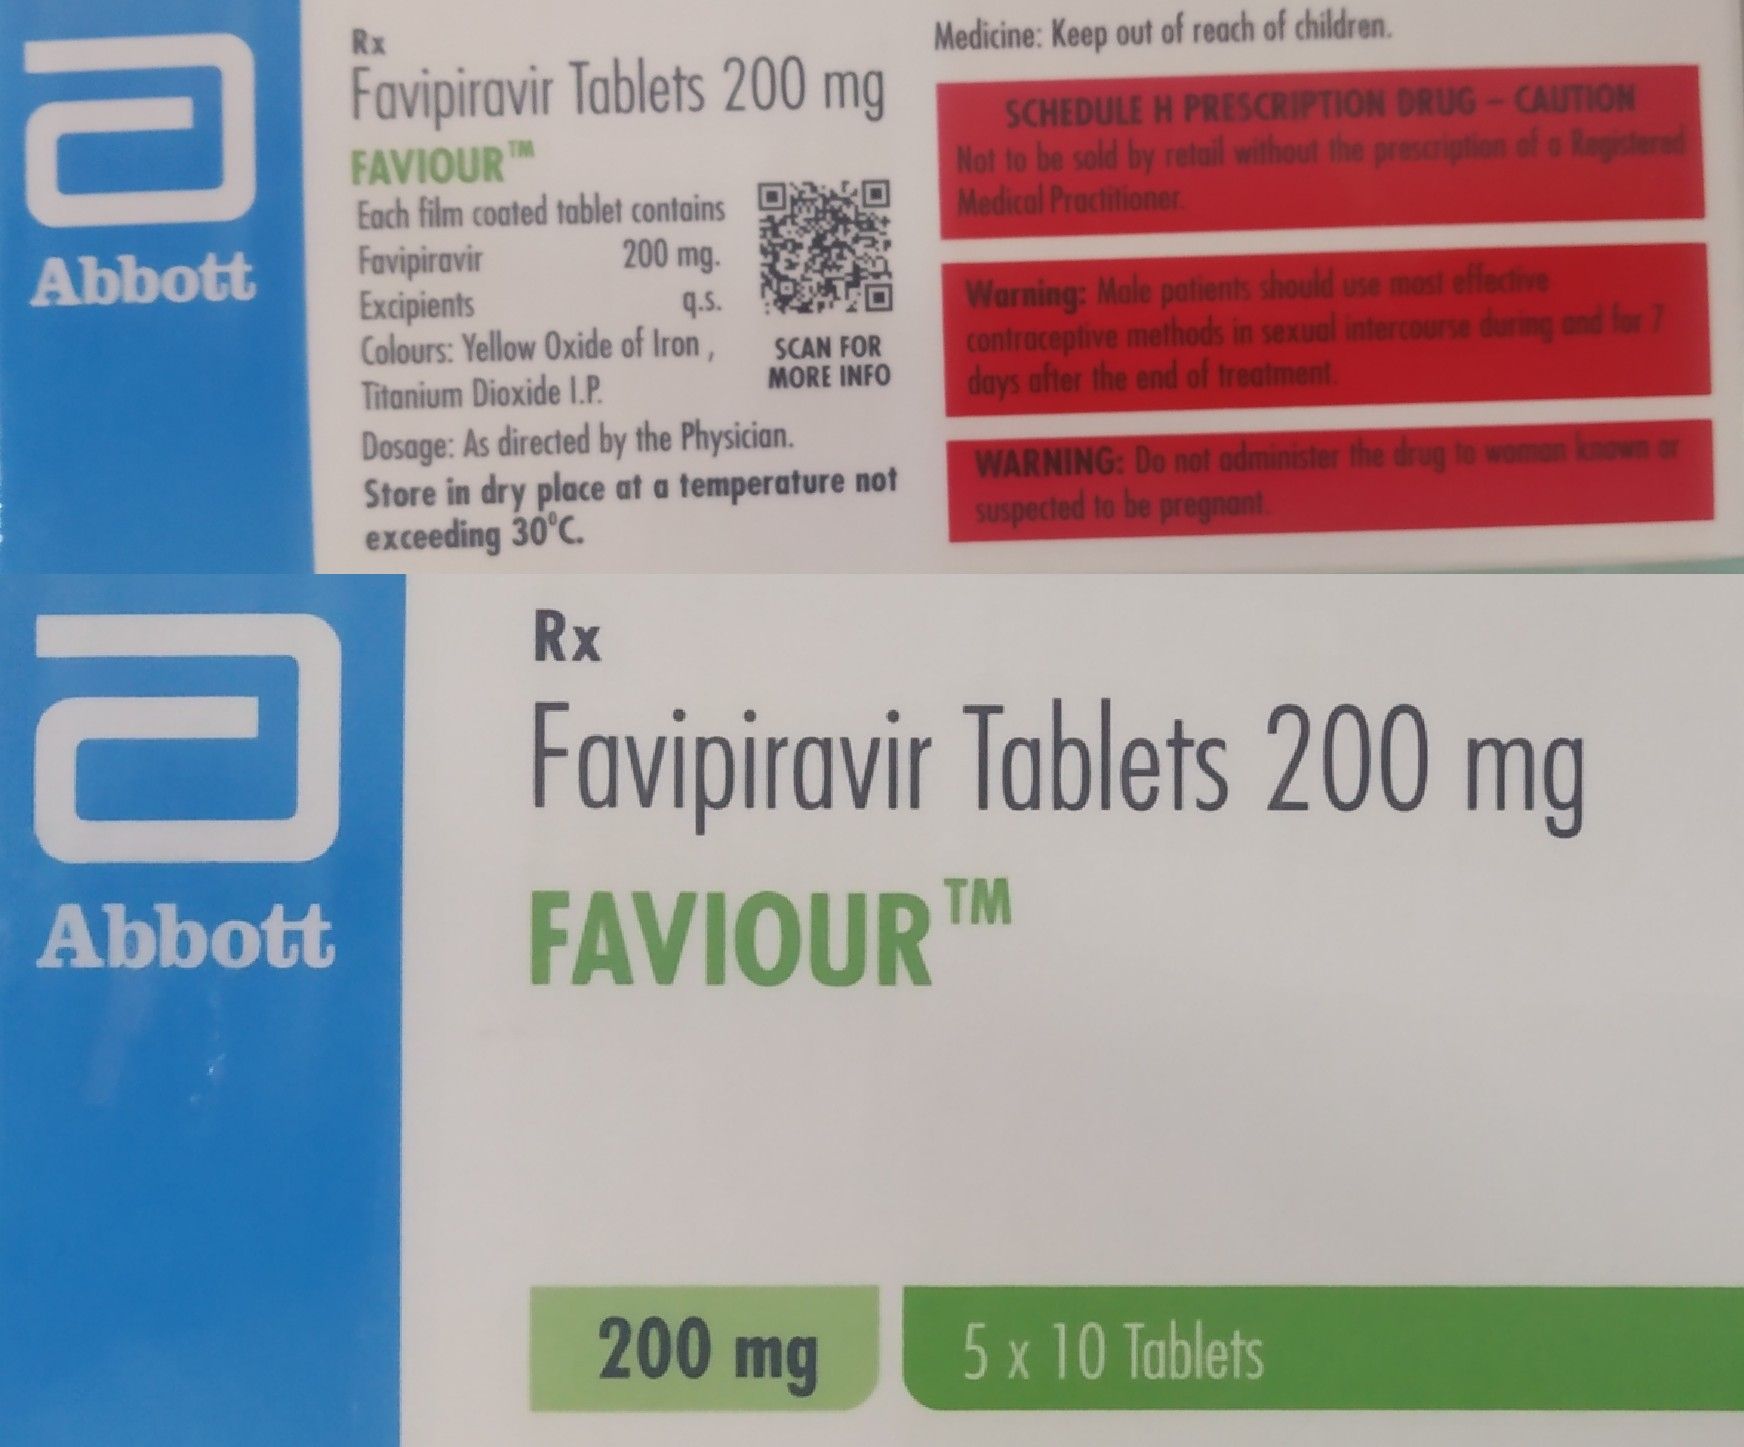 Abbott
Rx
Favipiravir Tablets 200 mg
FAVIOUR™
Each film coated tablet contains
Favipiravir 200 mg.
Excipients q.s.
Colours: Yellow Oxide of Iron ,
Titanium Dioxide I.P.
Dosage: As directed by the Physician.
Store in dry place at a temperature not
exceeding 30°C.
SCAN FOR
MORE INFO
Medicine: Keep out of reach of children.
SCHEDULE H PRESCRIPTION DRUG – CAUTION
Not to be sold by retail without the prescription of a Registered
Medical Practitioner.
Warning: Male patients should use most effective
contraceptive methods in sexual intercourse during and for 7
days after the end of treatment.
WARNING: Do not administer the drug to woman known or
suspected to be pregnant.
Abbott
Rx
Favipiravir Tablets 200 mg
FAVIOUR™
200 mg
5 x 10 Tablets